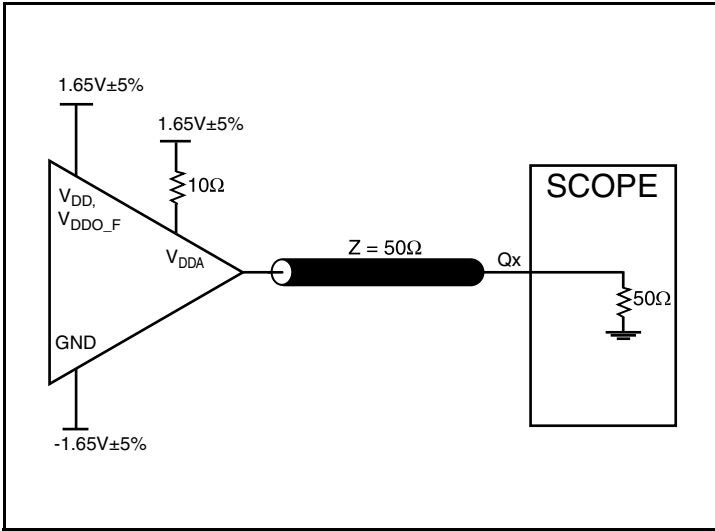 1.65V±5%
1.65V±5%
10Ω
SCOPE
VDD,
VDDO_F
VDDA
Z = 50Ω
Qx
50Ω
GND
-1.65V±5%